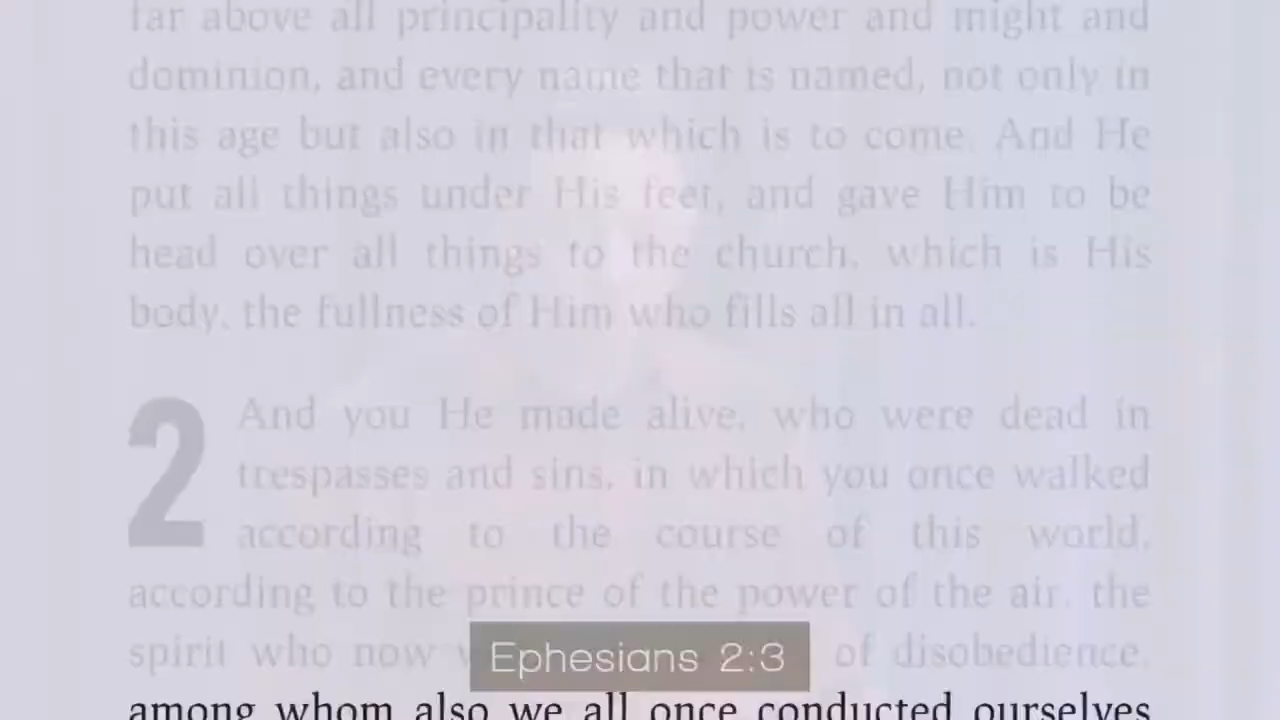 far above all principality and power and might and
dominion, and every name that is named, not only in
this age but also in that which is to come. And He
put all things under His feet, and gave Him to be
head over all things to the church, which is His
body, the fullness of Him who fills all in all.
2 And you He made alive, who were dead in
trespasses and sins, in which you once walked
according to the course of this world,
according to the prince of the power of the air, the
spirit who now of disobedience,
Ephesians 2:3
among whom also we all once conducted ourselves